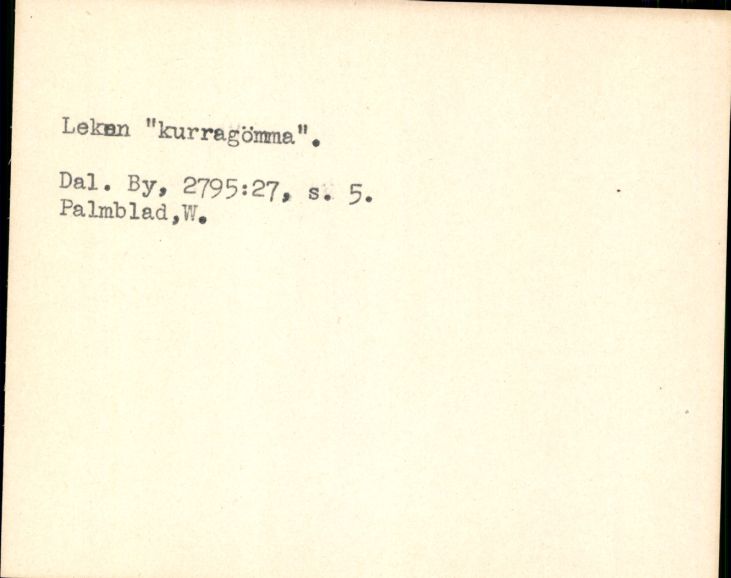 Leken "kurragömma".
Dal. By, 2795:27, s. 5.
Palmblad,W.